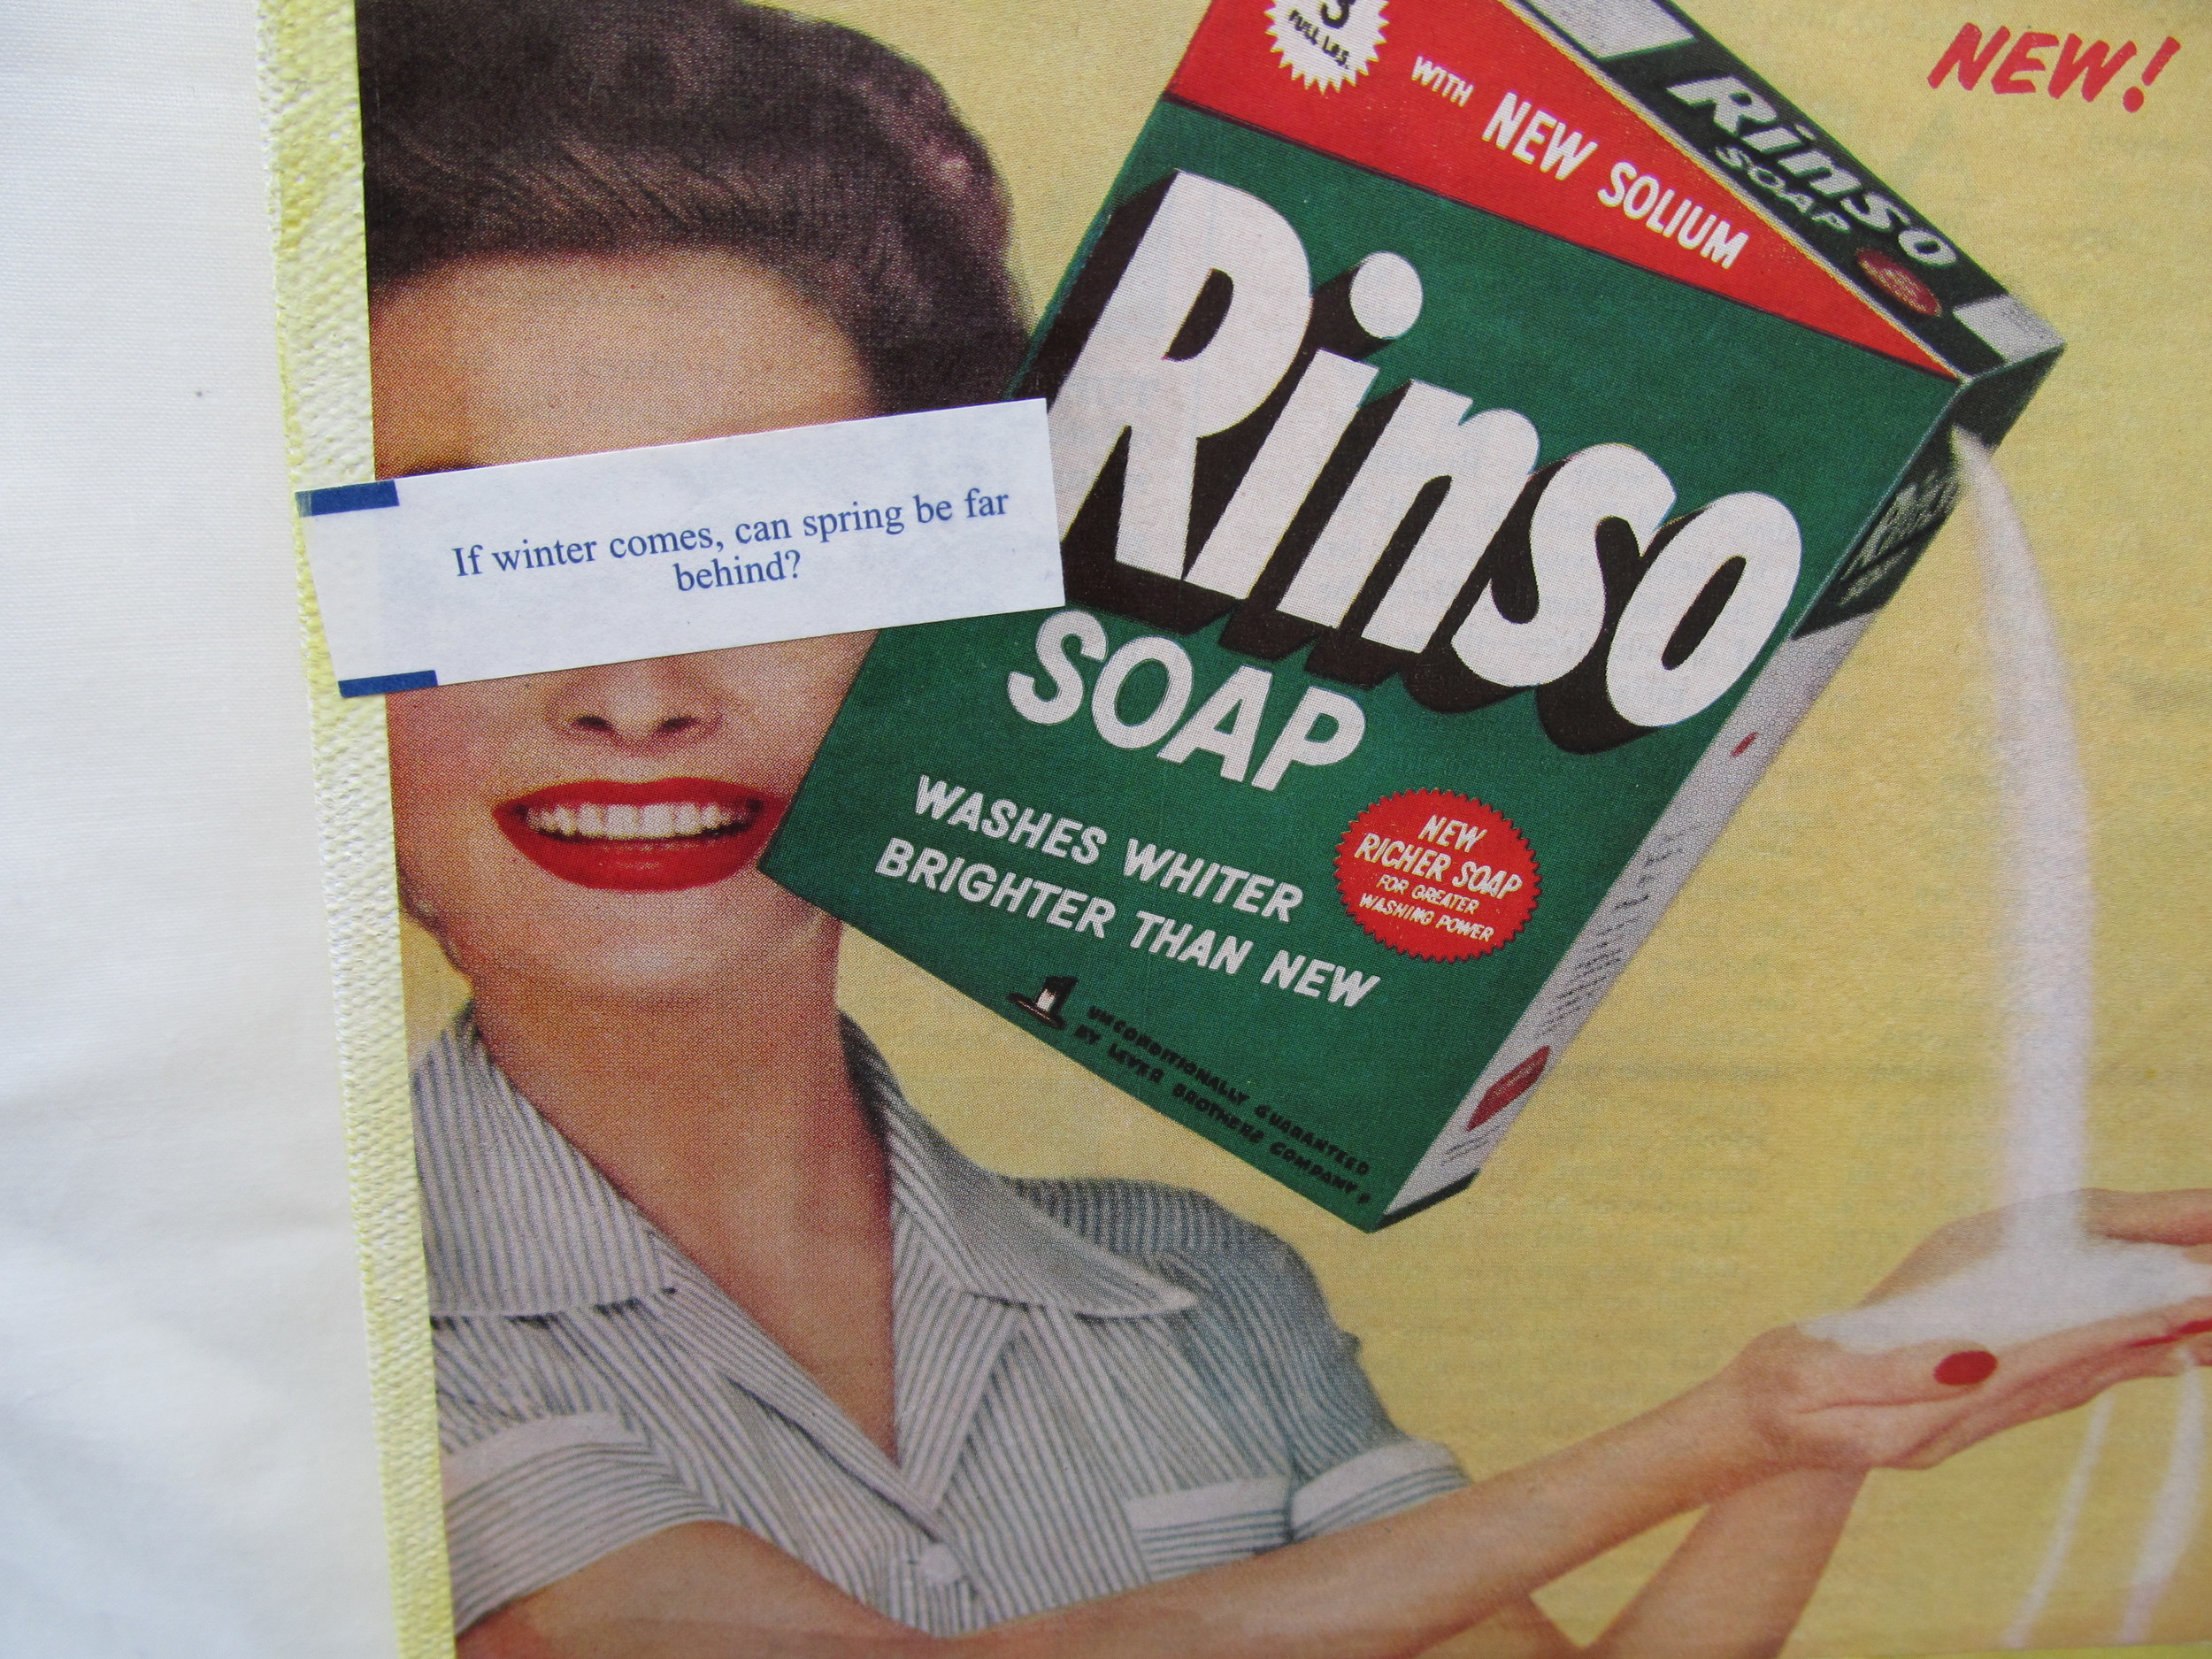 NEW!
3
FULL LBS.
WITH NEW SOLIUM
Rinso
SOAP
Rinso
SOAP
WASHES WHITER
BRIGHTER THAN NEW
NEW
RICHER SOAP
FOR GREATER
WASHING POWER
UNCONDITIONALLY GUARANTEED
BY LEVER BROTHERS COMPANY
Rinso
If winter comes, can spring be far
behind?